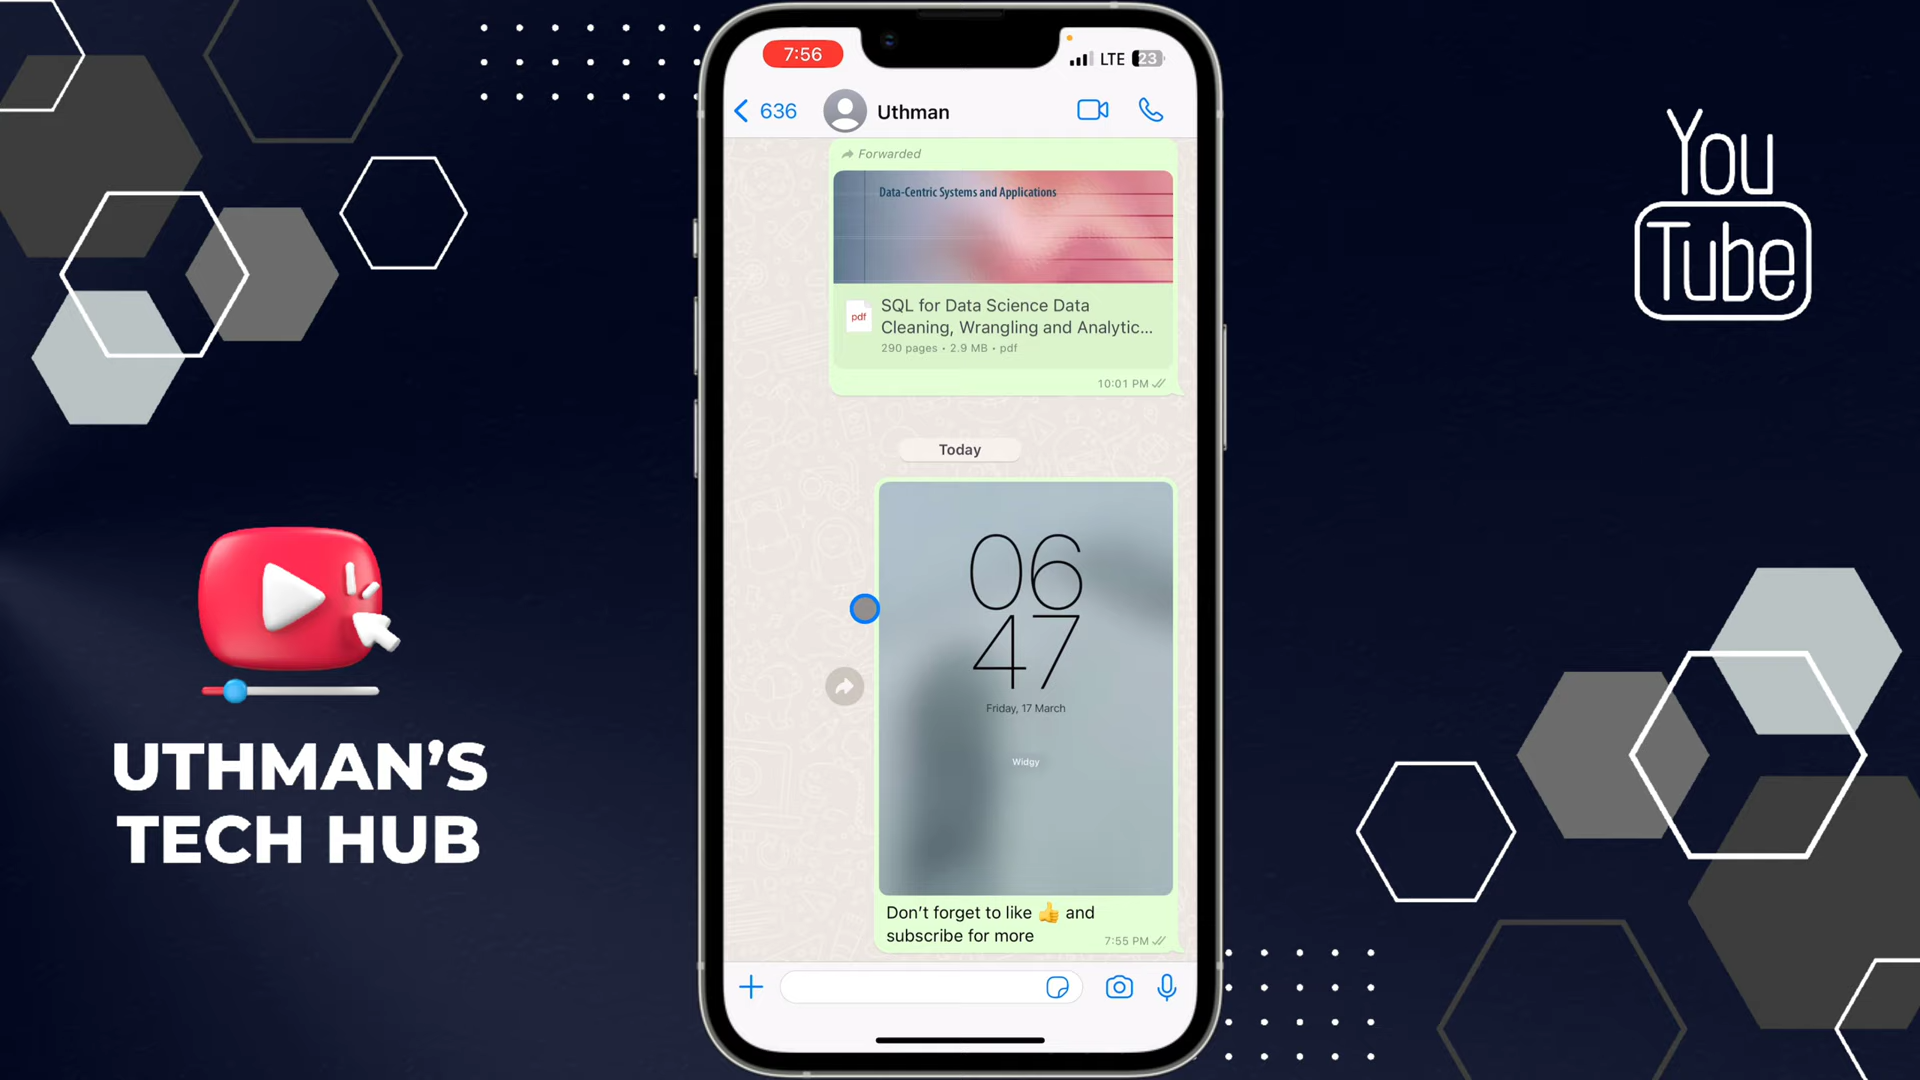 7:56
LTE 23
636
Uthman
Forwarded
Data-Centric Systems and Applications
pdf
SQL for Data Science Data
Cleaning, Wrangling and Analytic...
290 pages • 2.9 MB • pdf
10:01 PM
Today
06
47
Friday, 17 March
Widgy
Don’t forget to like 👍 and
subscribe for more
7:55 PM
UTHMAN’S
TECH HUB
You
Tube